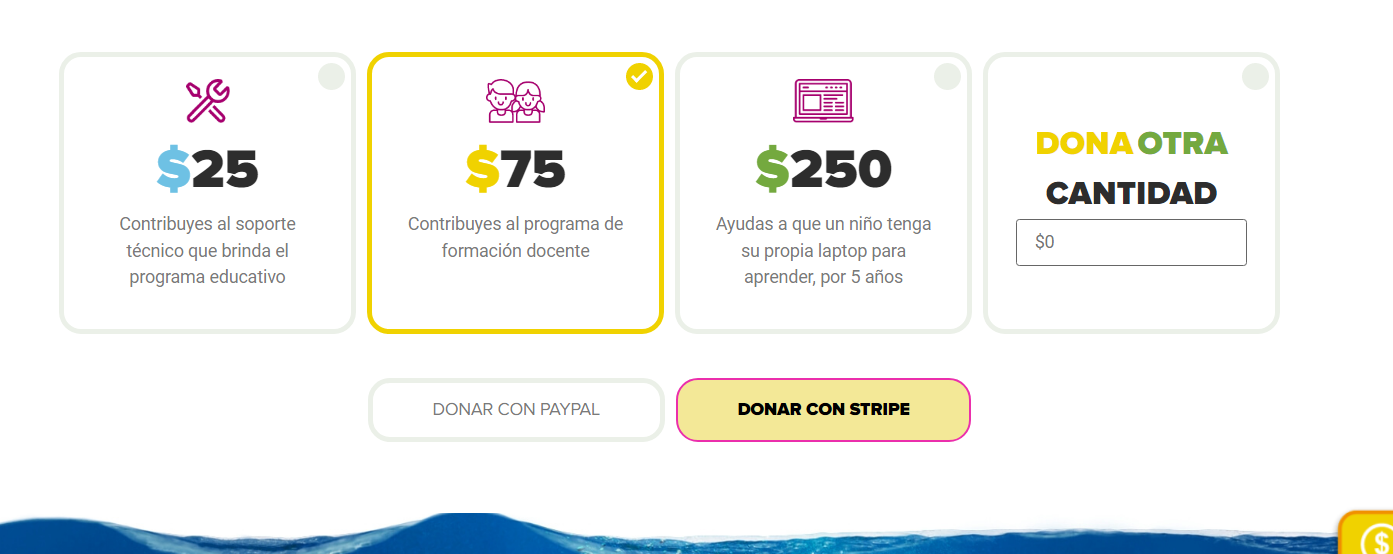 $25
Contribuyes al soporte
técnico que brinda el
programa educativo
$75
Contribuyes al programa de
formación docente
$250
Ayudas a que un niño tenga
su propia laptop para
aprender, por 5 años
DONA OTRA
CANTIDAD
$0
DONAR CON PAYPAL
DONAR CON STRIPE
$